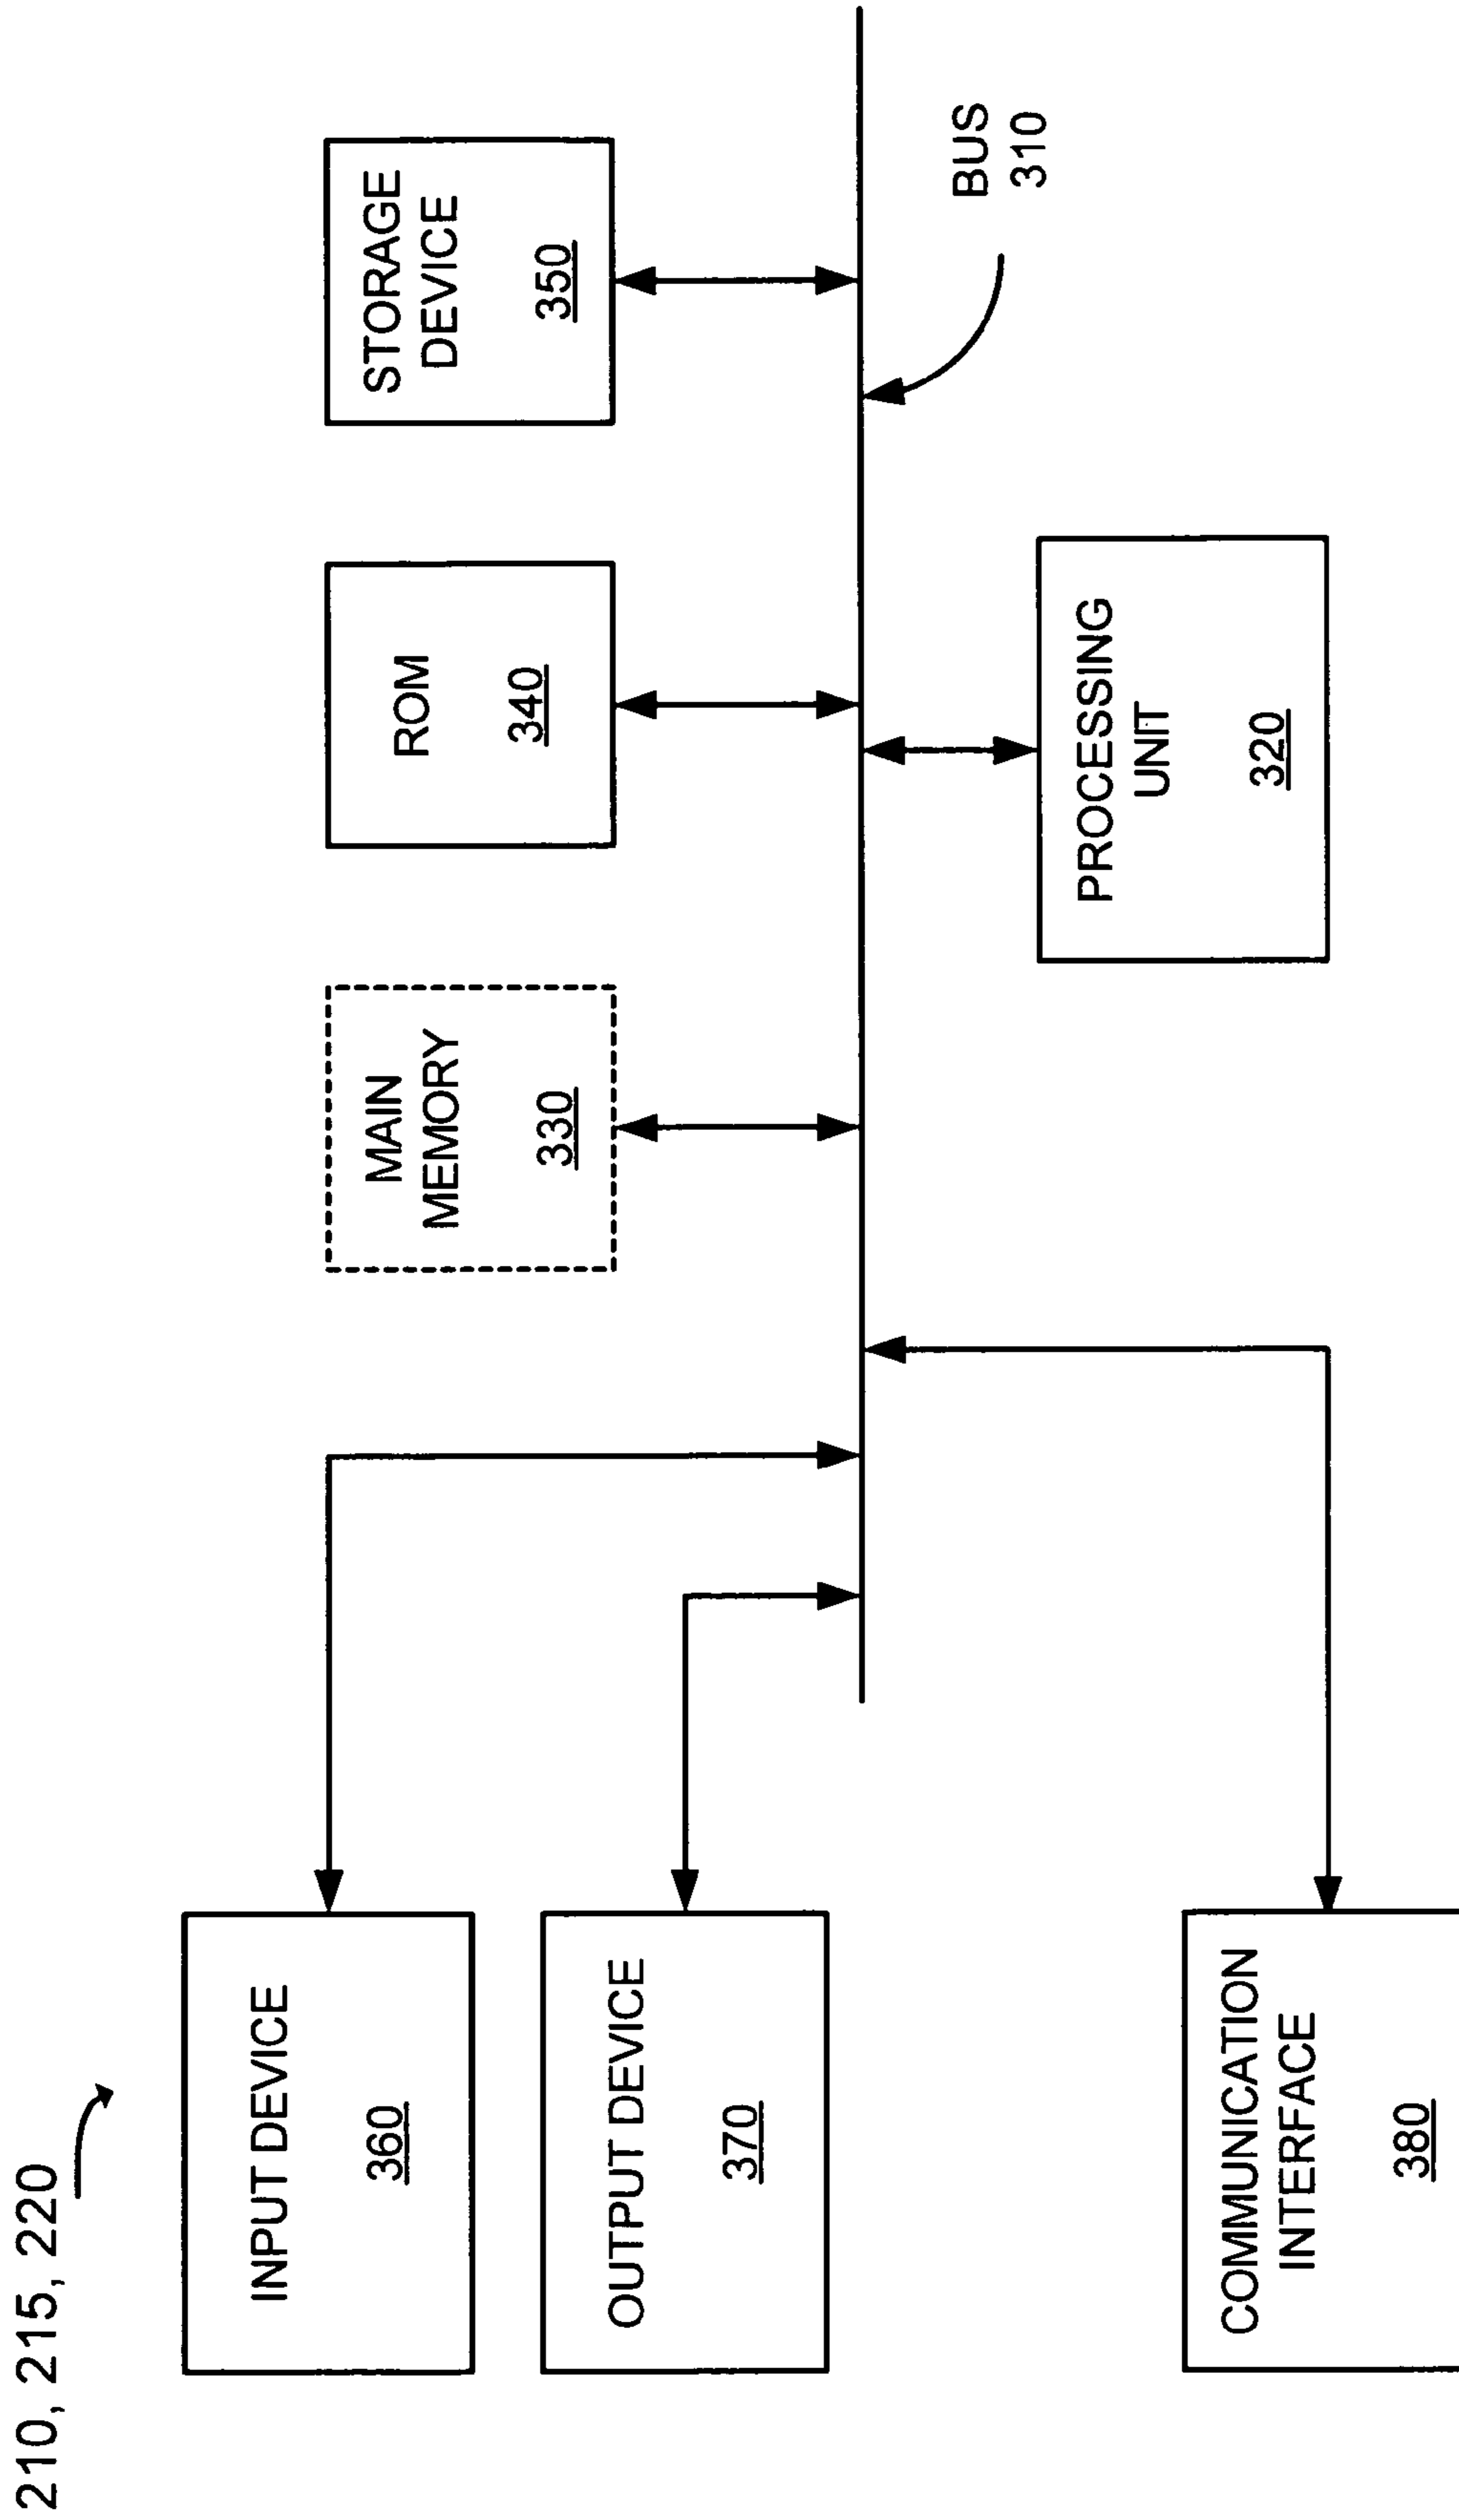 210, 215, 220
INPUT DEVICE
360
OUTPUT DEVICE
370
COMMUNICATION
INTERFACE
380
MAIN
MEMORY
330
ROM
340
STORAGE
DEVICE
350
PROCESSING
UNIT
320
BUS
310